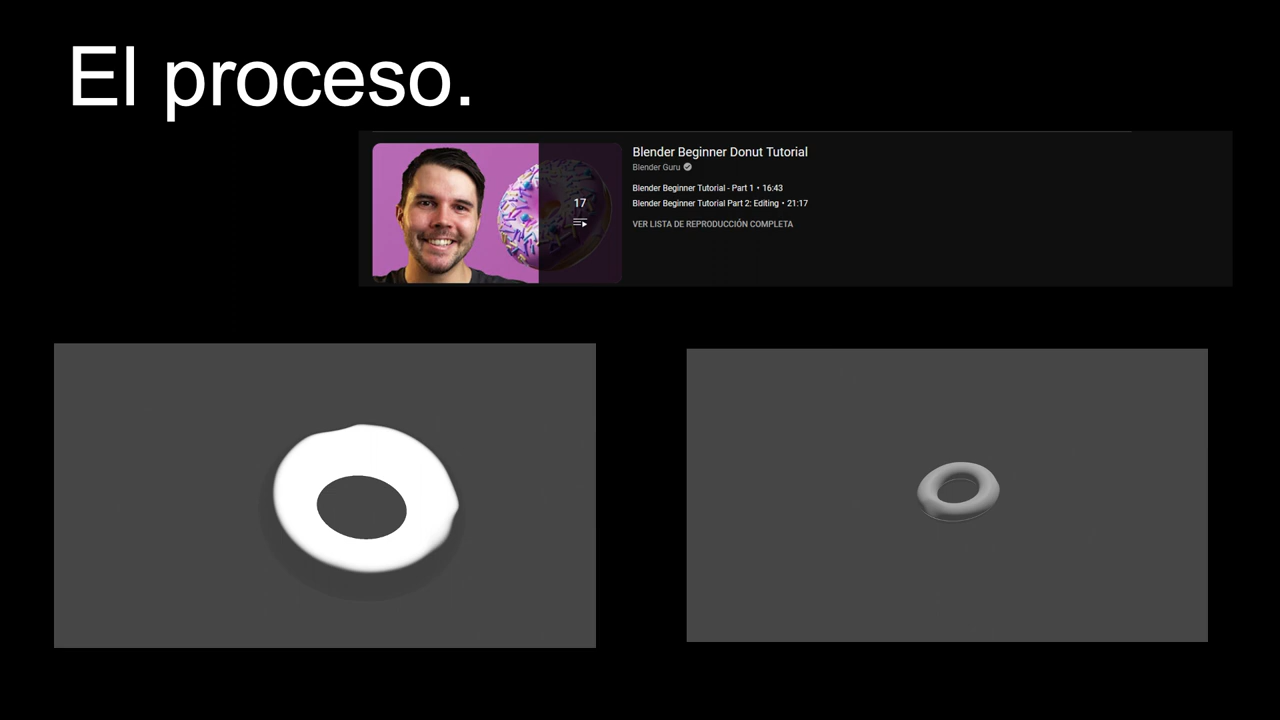 El proceso.
Blender Beginner Donut Tutorial
Blender Guru
Blender Beginner Tutorial - Part 1 • 16:43
17
Blender Beginner Tutorial Part 2: Editing • 21:17
VER LISTA DE REPRODUCCIÓN COMPLETA